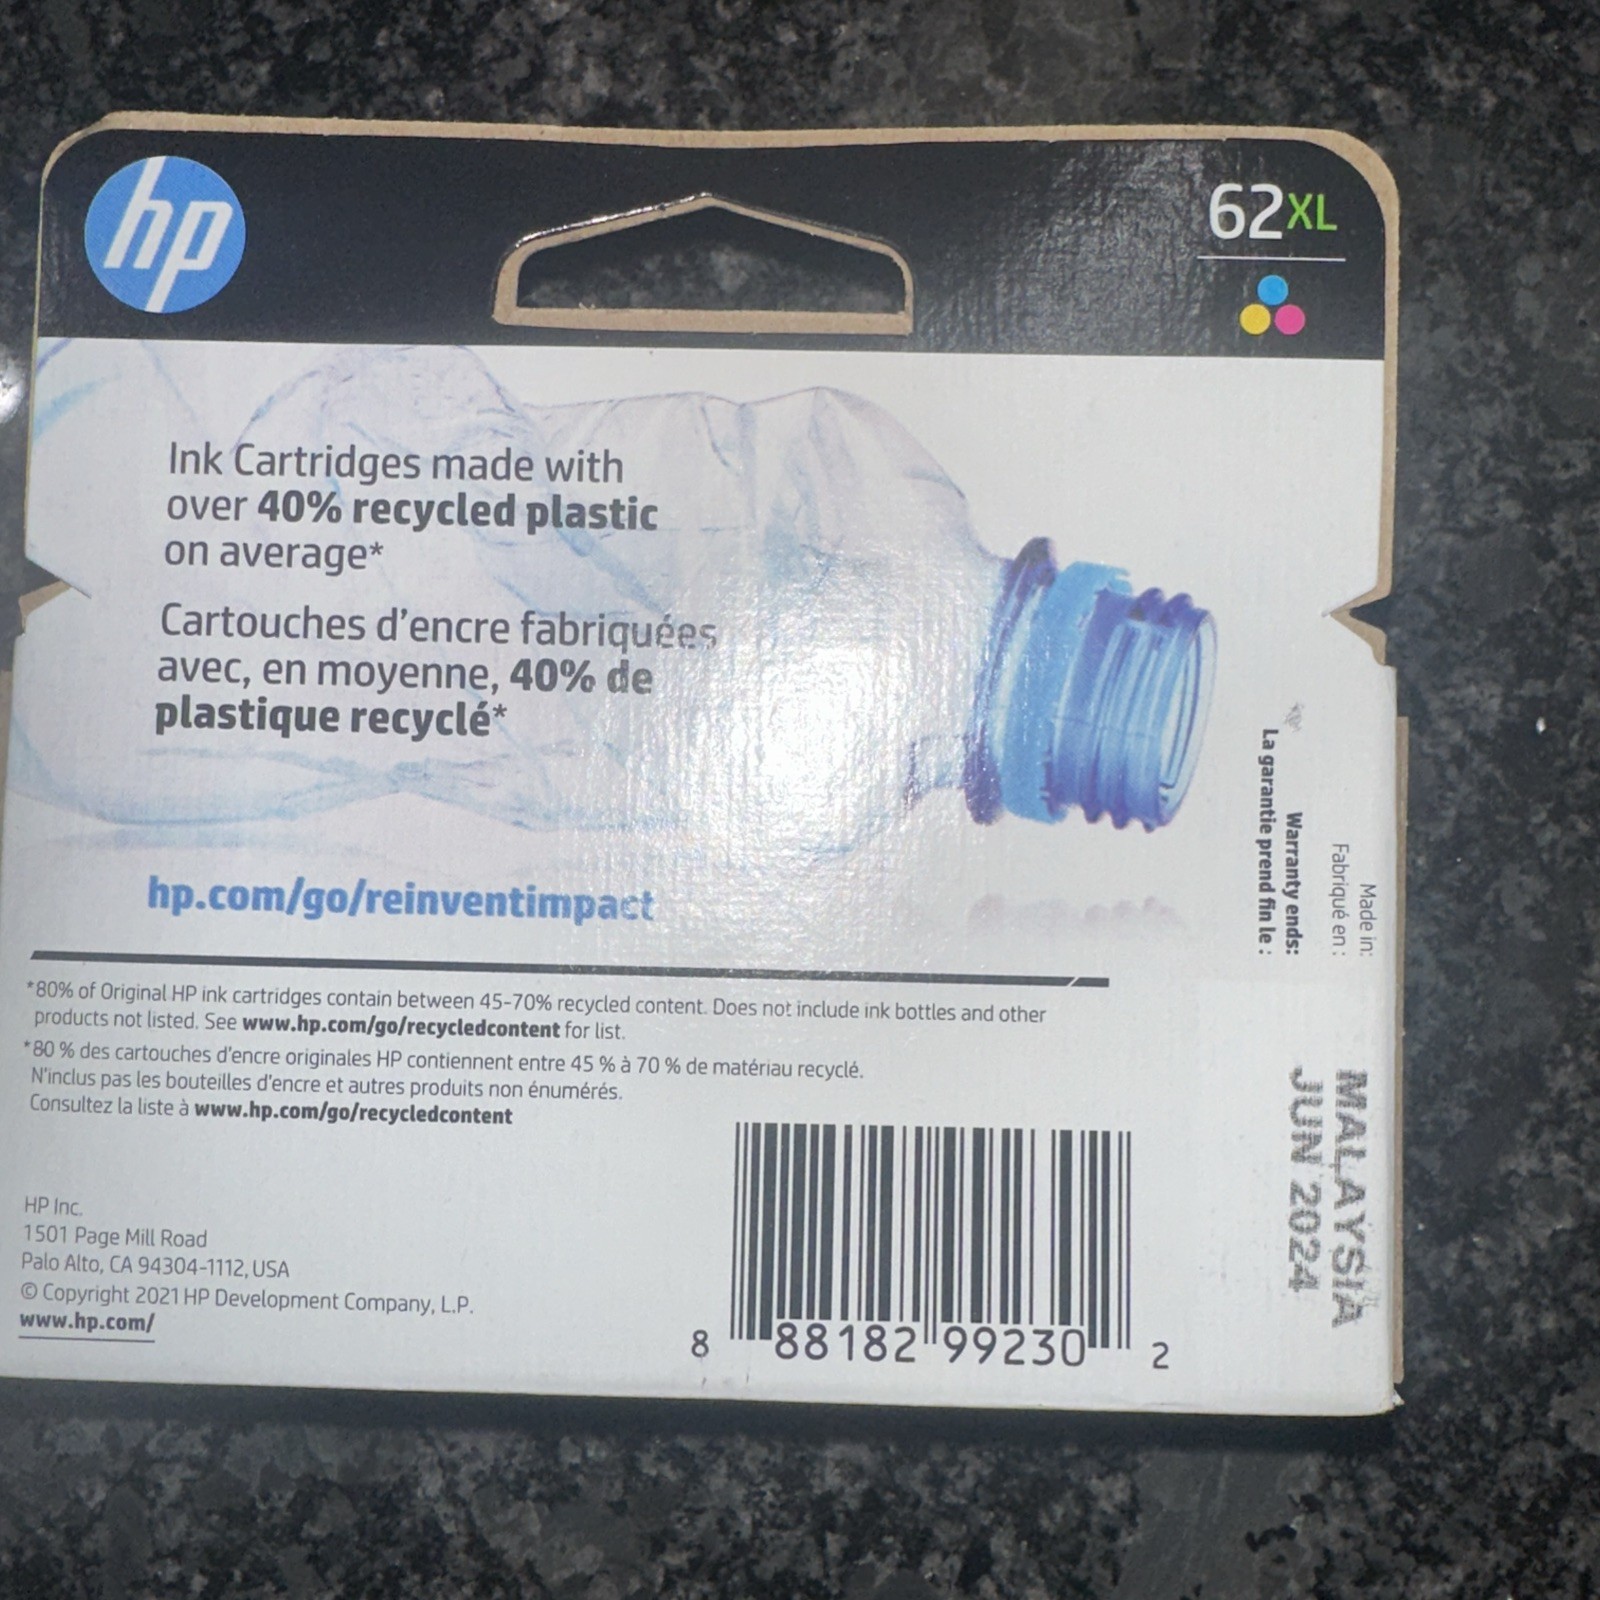 hp
62XL
Ink Cartridges made with
over 40% recycled plastic
on average*
Cartouches d'encre fabriquées
avec, en moyenne, 40% de
plastique recyclé*
hp.com/go/reinventimpact
*80% of Original HP ink cartridges contain between 45-70% recycled content. Does not include ink bottles and other
products not listed. See www.hp.com/go/recycledcontent for list.
*80 % des cartouches d'encre originales HP contiennent entre 45 % à 70 % de matériau recyclé.
N'inclus pas les bouteilles d'encre et autres produits non énumérés.
Consultez la liste à www.hp.com/go/recycledcontent
HP Inc.
1501 Page Mill Road
Palo Alto, CA 94304-1112, USA
© Copyright 2021 HP Development Company, L.P.
www.hp.com/
8 88182 99230 2
Made in:
Fabriqué en :
Warranty ends:
La garantie prend fin le :
MALAYSIA
JUN 2024